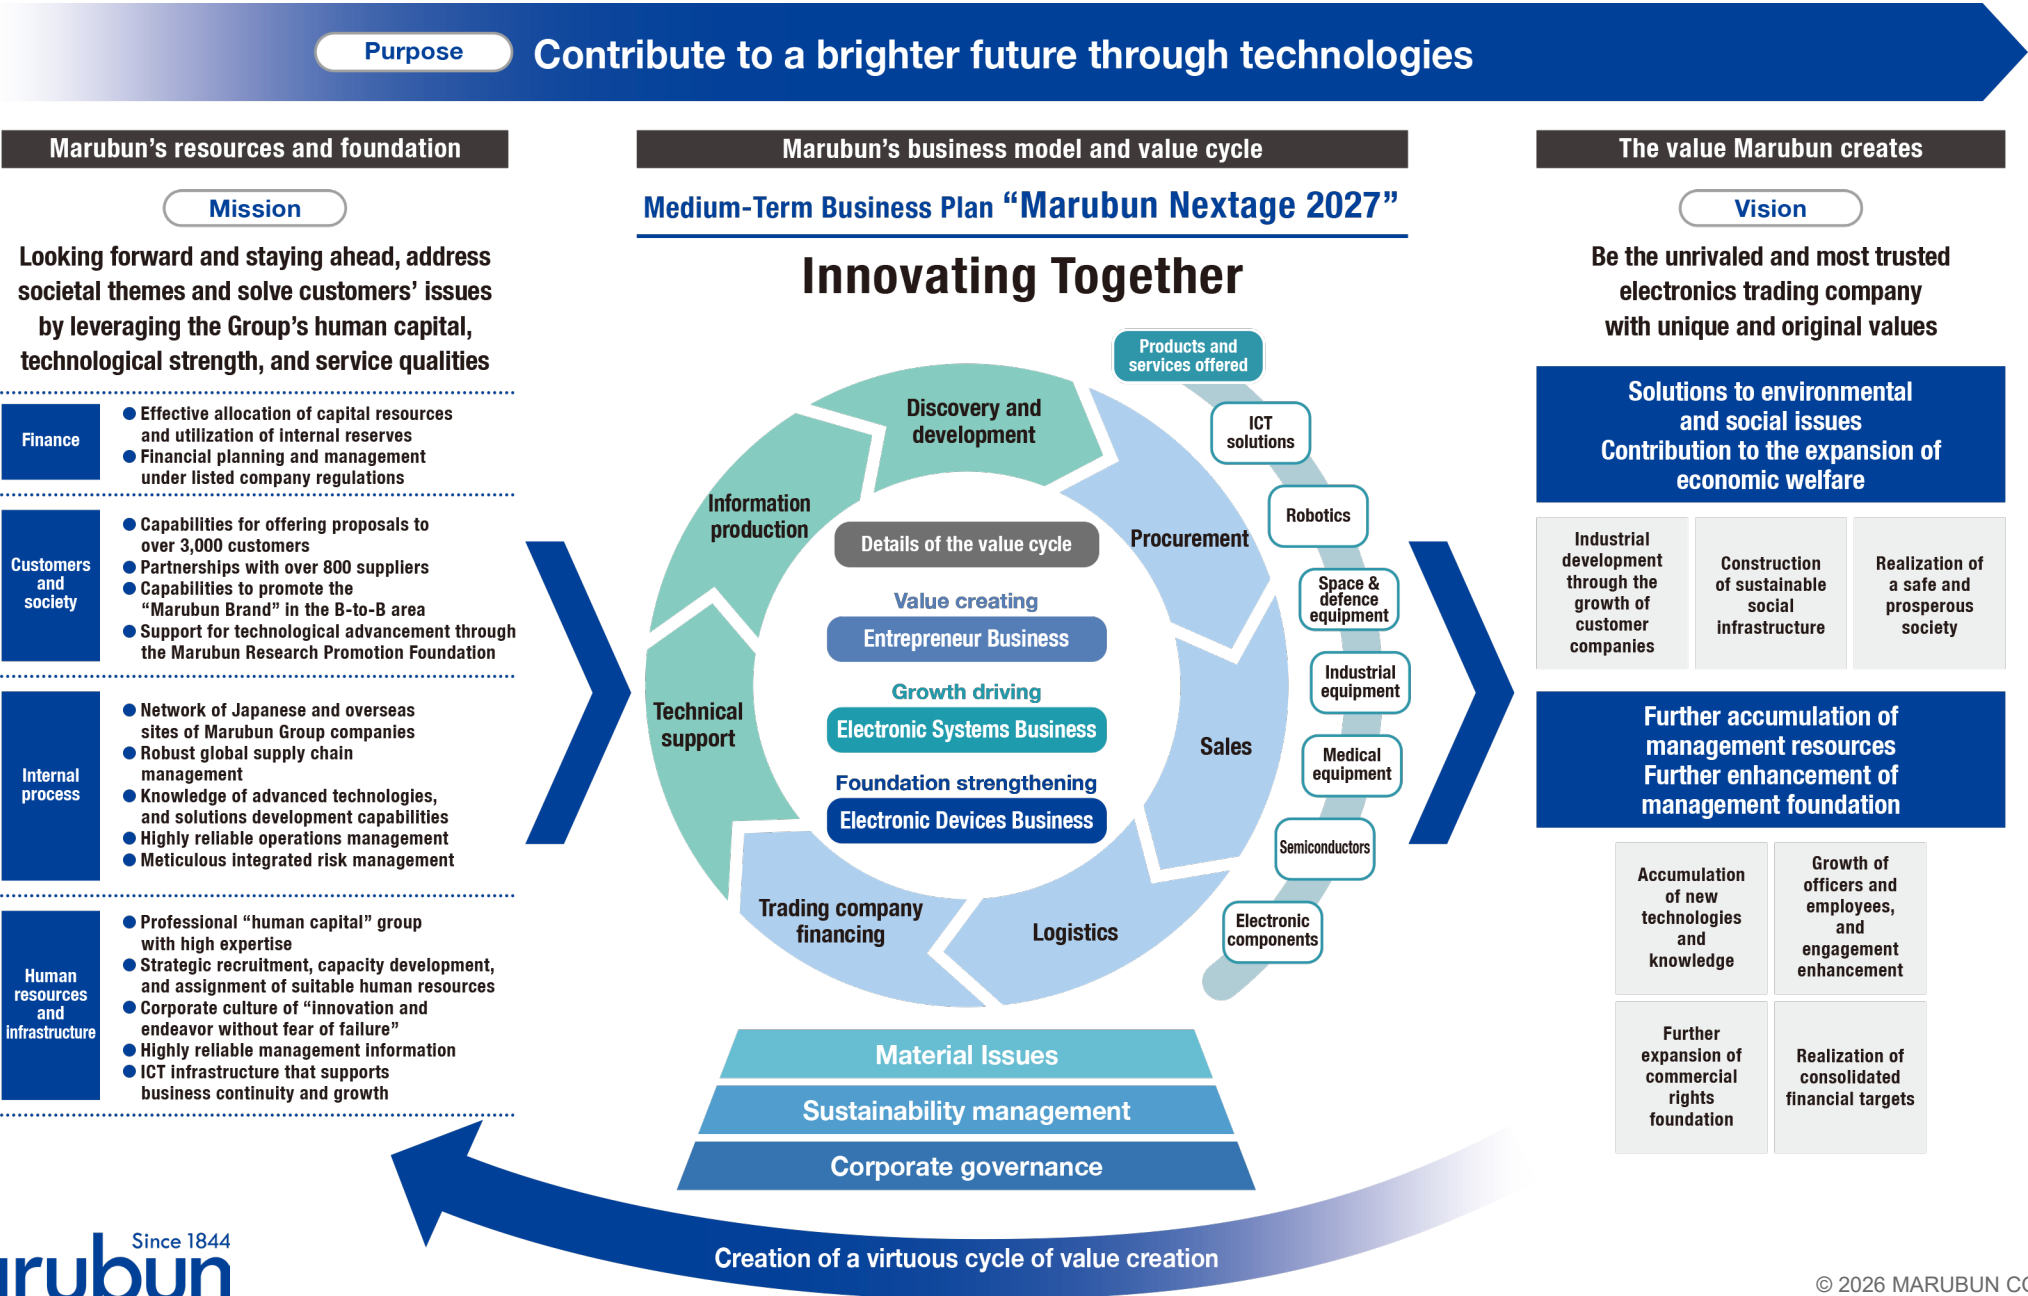 Purpose
Contribute to a brighter future through technologies
Marubun's resources and foundation
Mission
Looking forward and staying ahead, address
societal themes and solve customers' issues
by leveraging the Group's human capital,
technological strength, and service qualities
Finance
● Effective allocation of capital resources
and utilization of internal reserves
● Financial planning and management
under listed company regulations
Customers
and
society
● Capabilities for offering proposals to
over 3,000 customers
● Partnerships with over 800 suppliers
● Capabilities to promote the
“Marubun Brand” in the B-to-B area
● Support for technological advancement through
the Marubun Research Promotion Foundation
Internal
process
● Network of Japanese and overseas
sites of Marubun Group companies
● Robust global supply chain
management
● Knowledge of advanced technologies,
and solutions development capabilities
● Highly reliable operations management
● Meticulous integrated risk management
Human
resources
and
infrastructure
● Professional “human capital” group
with high expertise
● Strategic recruitment, capacity development,
and assignment of suitable human resources
● Corporate culture of “innovation and
endeavor without fear of failure”
● Highly reliable management information
● ICT infrastructure that supports
business continuity and growth
Marubun's business model and value cycle
Medium-Term Business Plan “Marubun Nextage 2027”
Innovating Together
Discovery and
development
Procurement
Sales
Logistics
Trading company
financing
Technical
support
Information
production
Details of the value cycle
Value creating
Entrepreneur Business
Growth driving
Electronic Systems Business
Foundation strengthening
Electronic Devices Business
Products and
services offered
ICT
solutions
Robotics
Space &
defence
equipment
Industrial
equipment
Medical
equipment
Semiconductors
Electronic
components
Material Issues
Sustainability management
Corporate governance
The value Marubun creates
Vision
Be the unrivaled and most trusted
electronics trading company
with unique and original values
Solutions to environmental
and social issues
Contribution to the expansion of
economic welfare
Industrial
development
through the
growth of
customer
companies
Construction
of sustainable
social
infrastructure
Realization of
a safe and
prosperous
society
Further accumulation of
management resources
Further enhancement of
management foundation
Accumulation
of new
technologies
and
knowledge
Growth of
officers and
employees,
and
engagement
enhancement
Further
expansion of
commercial
rights
foundation
Realization of
consolidated
financial targets
Creation of a virtuous cycle of value creation
Since 1844
rubun
© 2026 MARUBUN CO